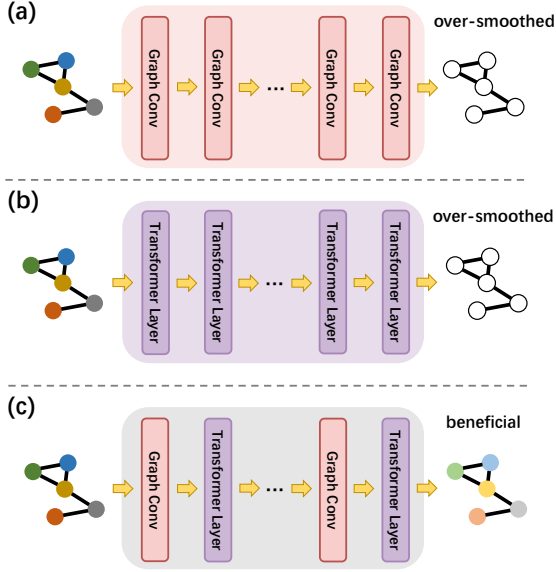 (a)
over-smoothed
Graph Conv
Graph Conv
...
Graph Conv
Graph Conv
(b)
over-smoothed
Transformer Layer
Transformer Layer
...
Transformer Layer
Transformer Layer
(c)
beneficial
Graph Conv
Transformer Layer
...
Graph Conv
Transformer Layer